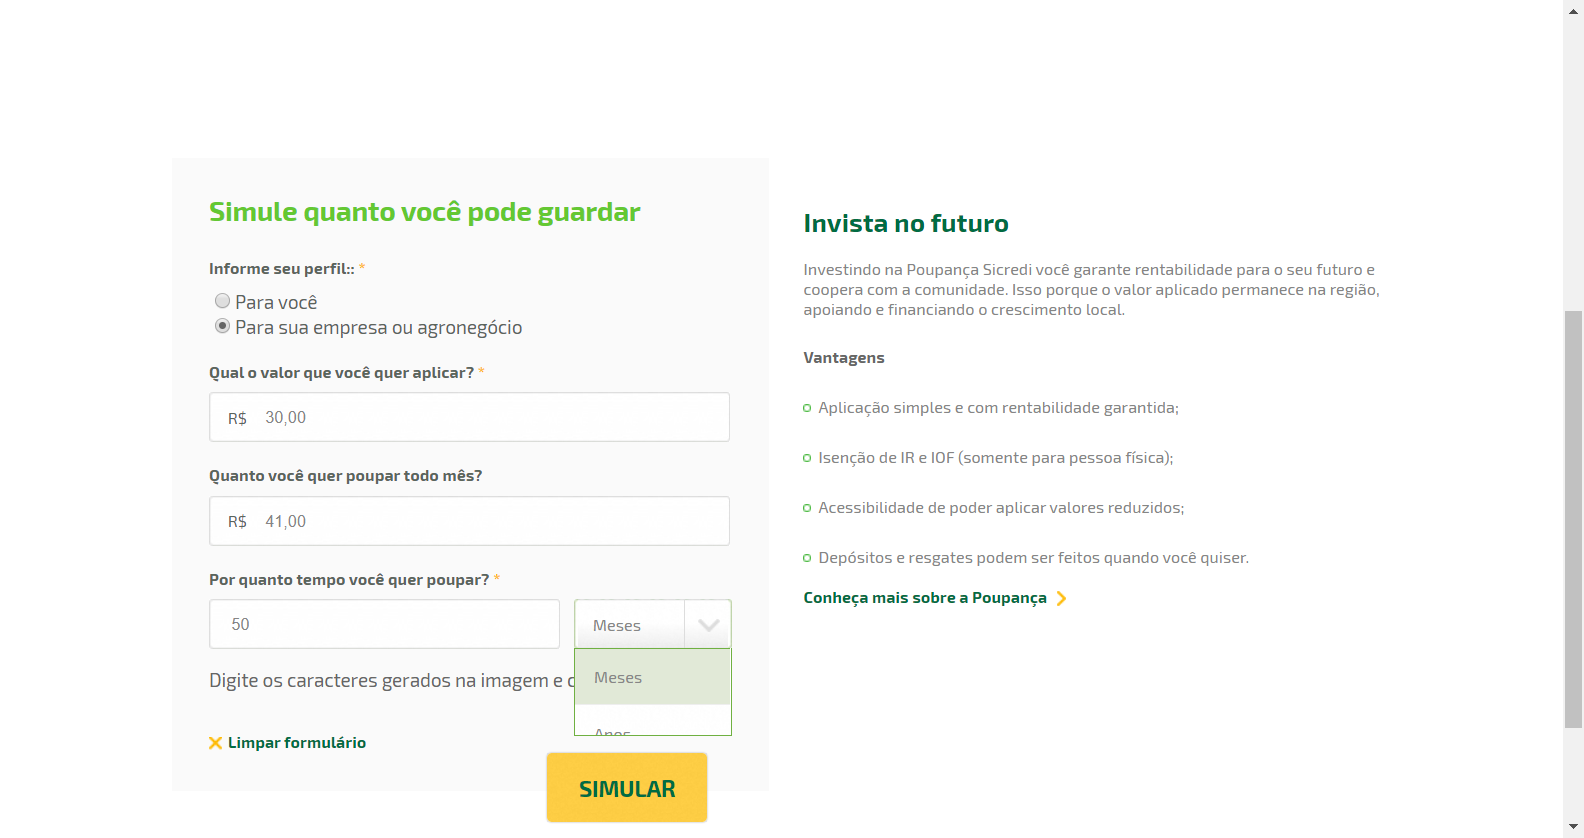 Simule quanto você pode guardar
Informe seu perfil:: *
Para você
Para sua empresa ou agronegócio
Qual o valor que você quer aplicar? *
R$ 30,00
Quanto você quer poupar todo mês?
R$ 41,00
Por quanto tempo você quer poupar? *
50
Meses
Meses
Anos
Digite os caracteres gerados na imagem e
Limpar formulário
SIMULAR
Invista no futuro
Investindo na Poupança Sicredi você garante rentabilidade para o seu futuro e
coopera com a comunidade. Isso porque o valor aplicado permanece na região,
apoiando e financiando o crescimento local.
Vantagens
Aplicação simples e com rentabilidade garantida;
Isenção de IR e IOF (somente para pessoa física);
Acessibilidade de poder aplicar valores reduzidos;
Depósitos e resgates podem ser feitos quando você quiser.
Conheça mais sobre a Poupança